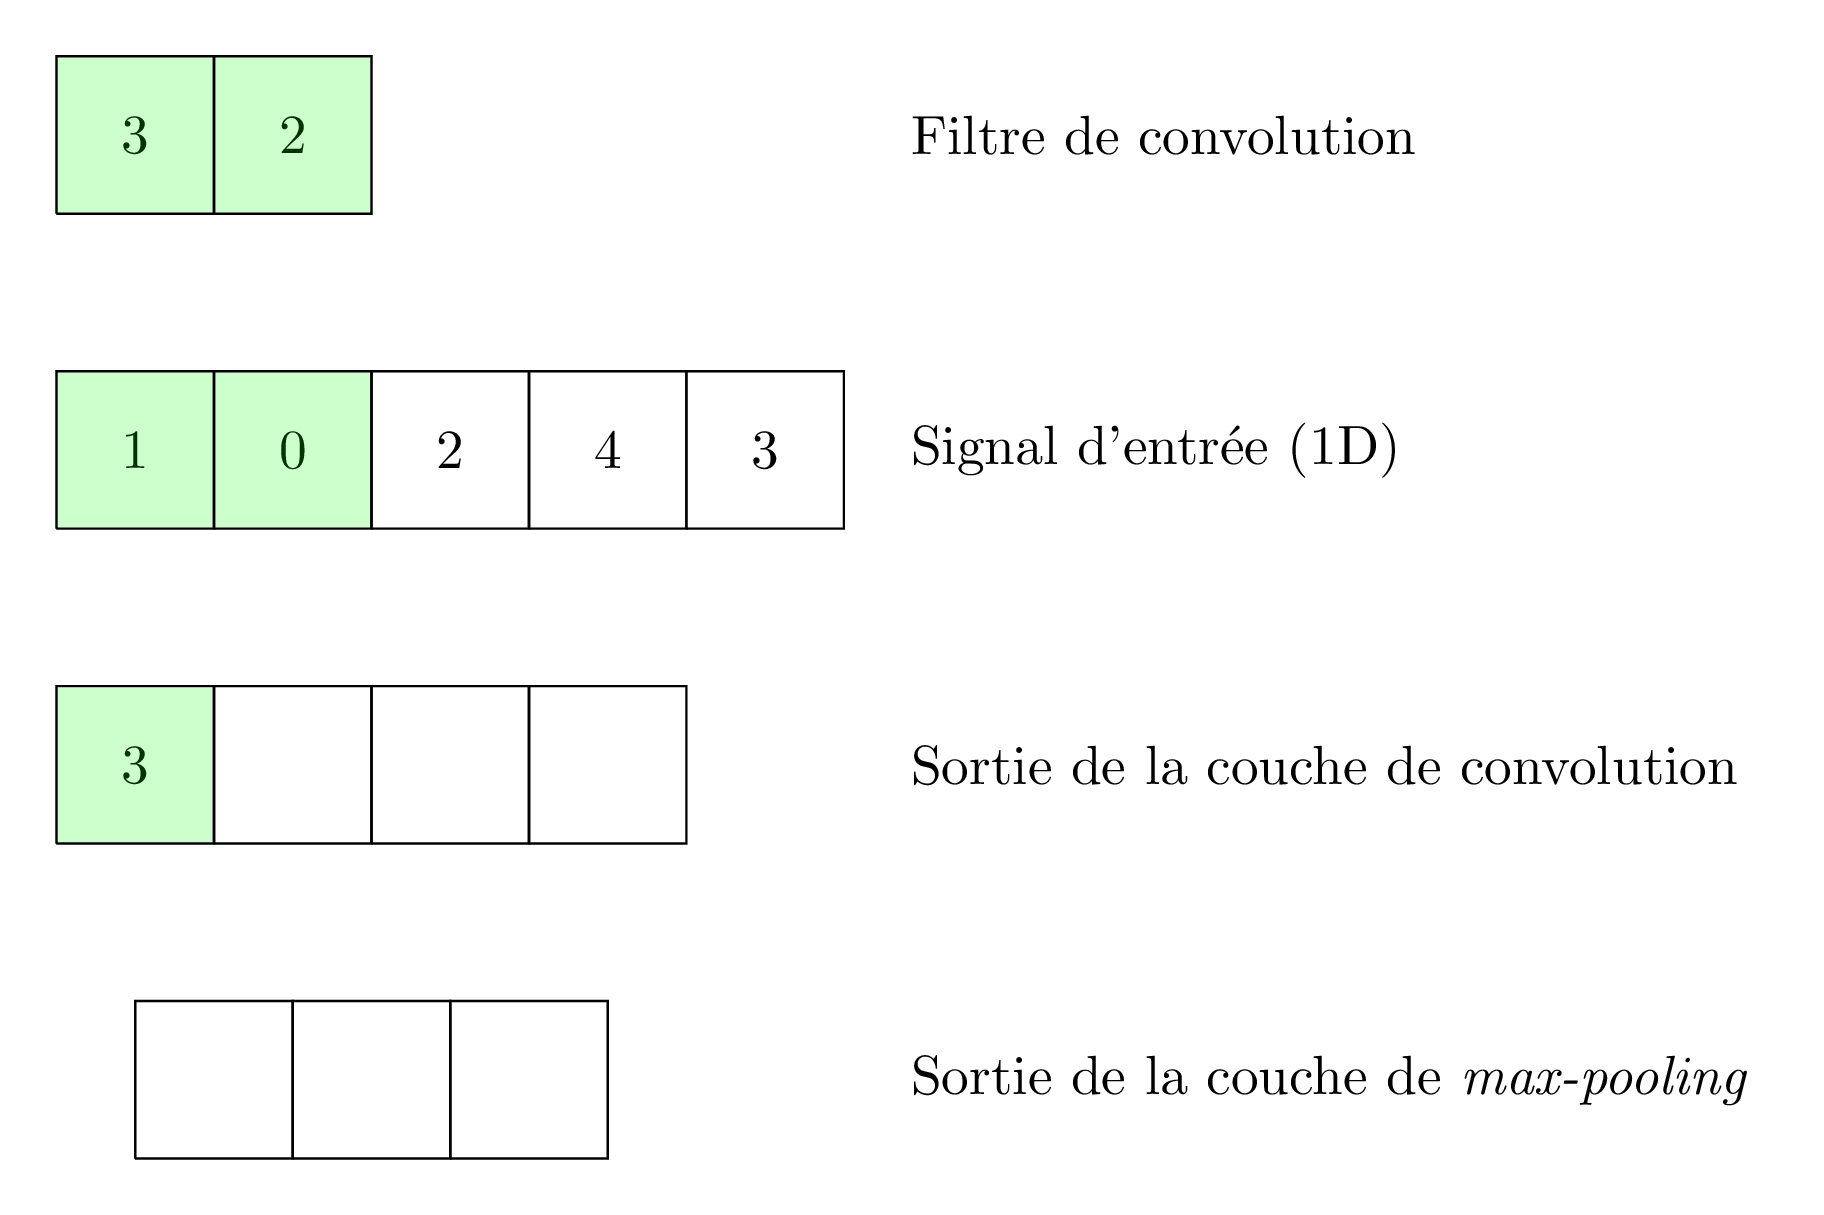 3 2 Filtre de convolution
1 0 2 4 3 Signal d'entrée (1D)
3 Sortie de la couche de convolution
Sortie de la couche de max-pooling